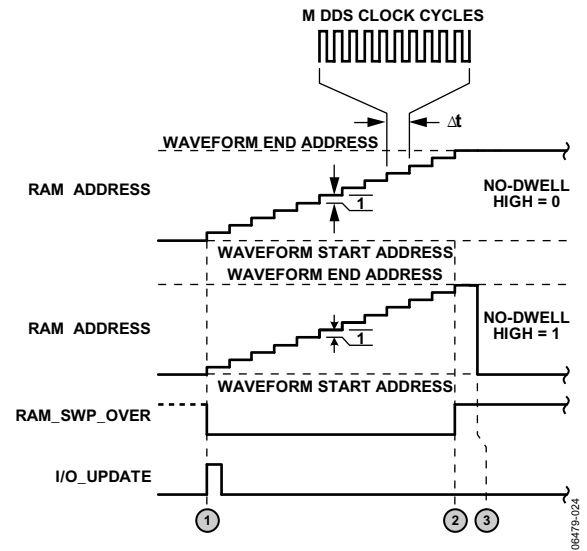 M DDS CLOCK CYCLES
Δt
WAVEFORM END ADDRESS
RAM ADDRESS
1
NO-DWELL
HIGH = 0
WAVEFORM START ADDRESS
WAVEFORM END ADDRESS
RAM ADDRESS
1
NO-DWELL
HIGH = 1
WAVEFORM START ADDRESS
RAM_SWP_OVER
I/O_UPDATE
1 2 3
06479-024